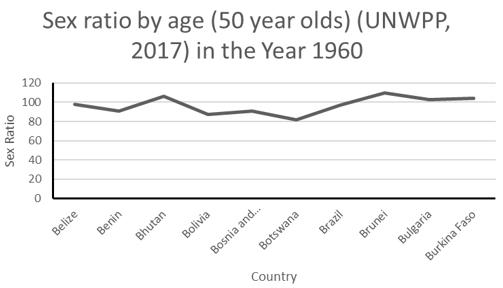 Sex ratio by age (50 year olds) (UNWPP,
2017) in the Year 1960
120
100
80
60
40
20
0
Sex Ratio
Belize
Benin
Bhutan
Bolivia
Bosnia and...
Botswana
Brazil
Brunei
Bulgaria
Burkina Faso
Country